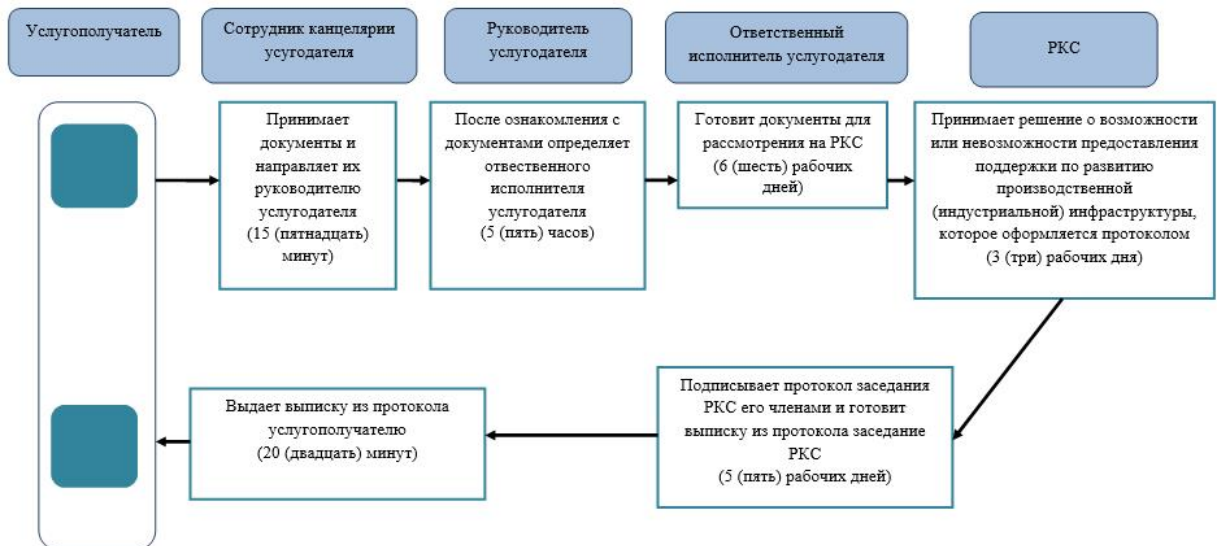 Услугополучатель
Сотрудник канцелярии
усугодателя
Руководитель
услугодателя
Ответственный
исполнитель услугодателя
РКС
Принимает
документы и
направляет их
руководителю
услугодателя
(15 (пятнадцать)
минут)
После ознакомления с
документами определяет
отвественного
исполнителя
услугодателя
(5 (пять) часов)
Готовит документы для
рассмотрения на РКС
(6 (шесть) рабочих
дней)
Принимает решение о возможности
или невозможности предоставления
поддержки по развитию
производственной
(индустриальной) инфраструктуры,
которое оформляется протоколом
(3 (три) рабочих дня)
Подписывает протокол заседания
РКС его членами и готовит
выписку из протокола заседание
РКС
(5 (пять) рабочих дней)
Выдает выписку из протокола
услугополучателю
(20 (двадцать) минут)